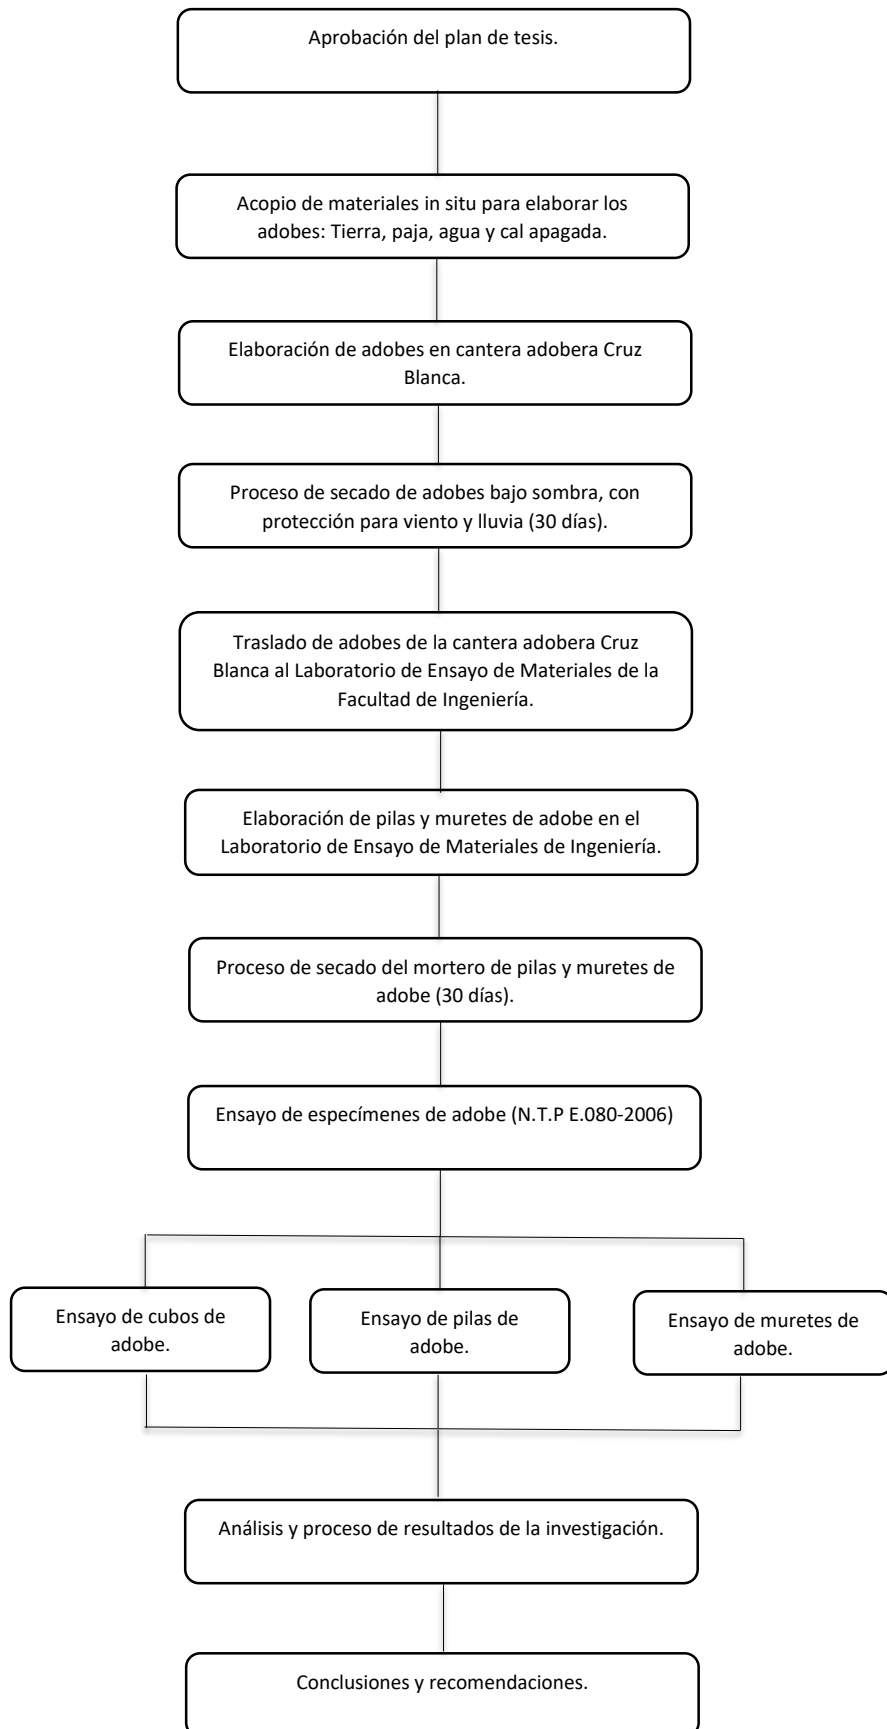 Aprobación del plan de tesis.
Acopio de materiales in situ para elaborar los
adobes: Tierra, paja, agua y cal apagada.
Elaboración de adobes en cantera adobera Cruz
Blanca.
Proceso de secado de adobes bajo sombra, con
protección para viento y lluvia (30 días).
Traslado de adobes de la cantera adobera Cruz
Blanca al Laboratorio de Ensayo de Materiales de la
Facultad de Ingeniería.
Elaboración de pilas y muretes de adobe en el
Laboratorio de Ensayo de Materiales de Ingeniería.
Proceso de secado del mortero de pilas y muretes de
adobe (30 días).
Ensayo de especímenes de adobe (N.T.P E.080-2006)
Ensayo de cubos de
adobe.
Ensayo de pilas de
adobe.
Ensayo de muretes de
adobe.
Análisis y proceso de resultados de la investigación.
Conclusiones y recomendaciones.